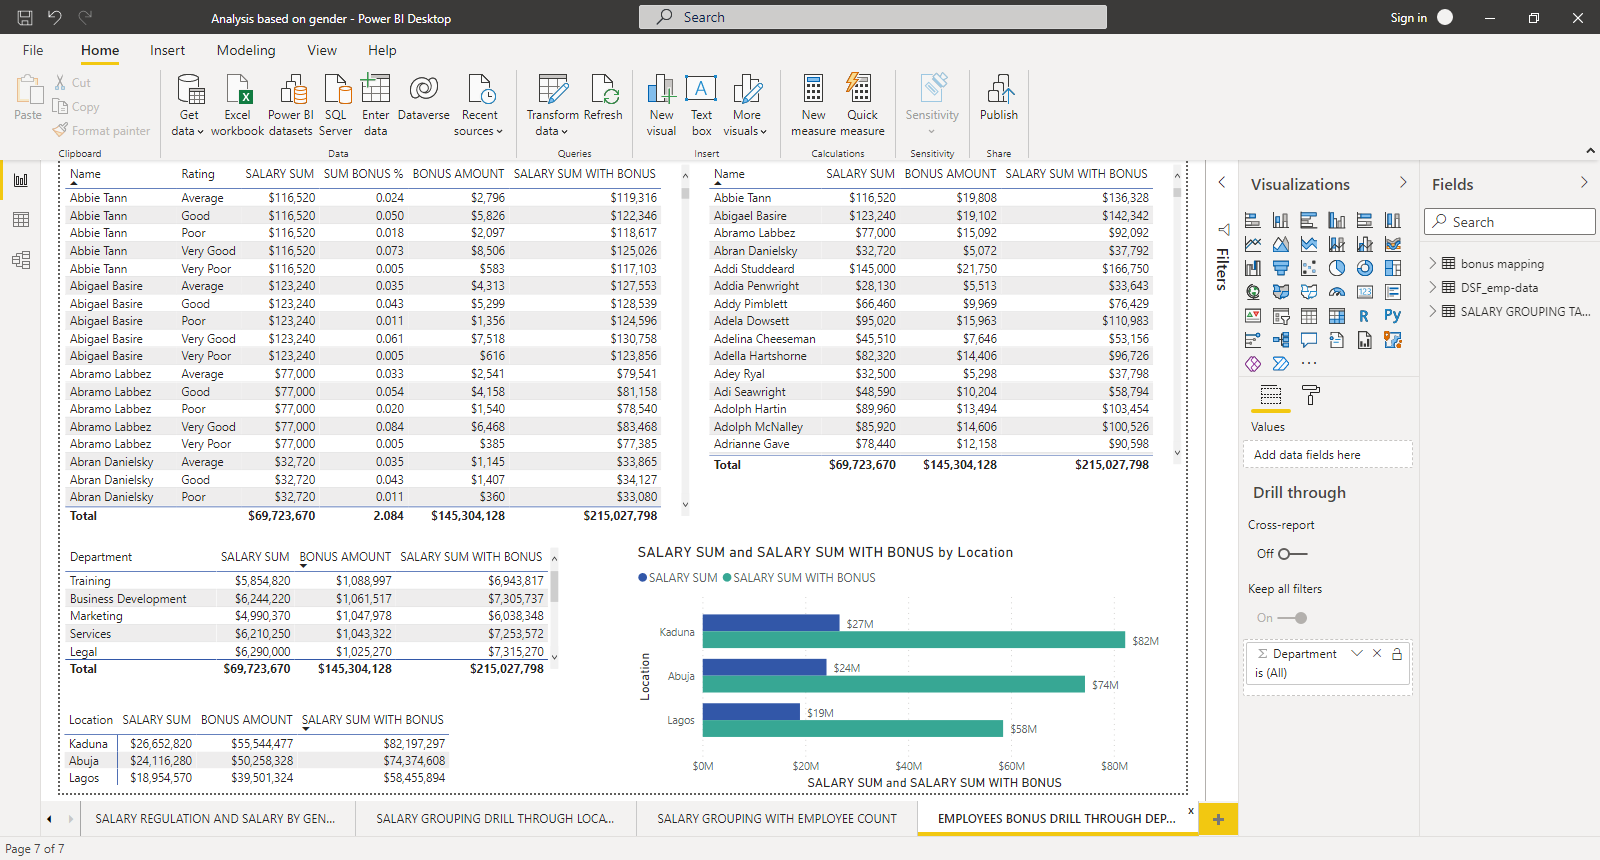 Analysis based on gender - Power BI Desktop
Search
Sign in
File Home Insert Modeling View Help
Paste
Cut
Copy
Format painter
Clipboard
Get data
Excel workbook
Power BI datasets
SQL Server
Enter data
Dataverse
Recent sources
Data
Transform data
Refresh
Queries
New visual
Text box
More visuals
Insert
New measure
Quick measure
Calculations
Sensitivity
Sensitivity
Publish
Share
Name Rating SALARY SUM SUM BONUS % BONUS AMOUNT SALARY SUM WITH BONUS
Abbie Tann Average $116,520 0.024 $2,796 $119,316
Abbie Tann Good $116,520 0.050 $5,826 $122,346
Abbie Tann Poor $116,520 0.018 $2,097 $118,617
Abbie Tann Very Good $116,520 0.073 $8,506 $125,026
Abbie Tann Very Poor $116,520 0.005 $583 $117,103
Abigael Basire Average $123,240 0.035 $4,313 $127,553
Abigael Basire Good $123,240 0.043 $5,299 $128,539
Abigael Basire Poor $123,240 0.011 $1,356 $124,596
Abigael Basire Very Good $123,240 0.061 $7,518 $130,758
Abigael Basire Very Poor $123,240 0.005 $616 $123,856
Abramo Labbez Average $77,000 0.033 $2,541 $79,541
Abramo Labbez Good $77,000 0.054 $4,158 $81,158
Abramo Labbez Poor $77,000 0.020 $1,540 $78,540
Abramo Labbez Very Good $77,000 0.084 $6,468 $83,468
Abramo Labbez Very Poor $77,000 0.005 $385 $77,385
Abran Danielsky Average $32,720 0.035 $1,145 $33,865
Abran Danielsky Good $32,720 0.043 $1,407 $34,127
Abran Danielsky Poor $32,720 0.011 $360 $33,080
Total $69,723,670 2.084 $145,304,128 $215,027,798
Name SALARY SUM BONUS AMOUNT SALARY SUM WITH BONUS
Abbie Tann $116,520 $19,808 $136,328
Abigael Basire $123,240 $19,102 $142,342
Abramo Labbez $77,000 $15,092 $92,092
Abran Danielsky $32,720 $5,072 $37,792
Addi Studdeard $145,000 $21,750 $166,750
Addia Penwright $28,130 $5,513 $33,643
Addy Pimblett $66,460 $9,969 $76,429
Adela Dowsett $95,020 $15,963 $110,983
Adelina Cheeseman $45,510 $7,646 $53,156
Adella Hartshorne $82,320 $14,406 $96,726
Adey Ryal $32,500 $5,298 $37,798
Adi Seawright $48,590 $10,204 $58,794
Adolph Hartin $89,960 $13,494 $103,454
Adolph McNalley $85,920 $14,606 $100,526
Adrianne Gave $78,440 $12,158 $90,598
Total $69,723,670 $145,304,128 $215,027,798
Department SALARY SUM BONUS AMOUNT SALARY SUM WITH BONUS
Training $5,854,820 $1,088,997 $6,943,817
Business Development $6,244,220 $1,061,517 $7,305,737
Marketing $4,990,370 $1,047,978 $6,038,348
Services $6,210,250 $1,043,322 $7,253,572
Legal $6,290,000 $1,025,270 $7,315,270
Total $69,723,670 $145,304,128 $215,027,798
Location SALARY SUM BONUS AMOUNT SALARY SUM WITH BONUS
Kaduna $26,652,820 $55,544,477 $82,197,297
Abuja $24,116,280 $50,258,328 $74,374,608
Lagos $18,954,570 $39,501,324 $58,455,894
SALARY SUM and SALARY SUM WITH BONUS by Location
SALARY SUM SALARY SUM WITH BONUS
Location
Kaduna $27M $82M
Abuja $24M $74M
Lagos $19M $58M
$0M $20M $40M $60M $80M
SALARY SUM and SALARY SUM WITH BONUS
Filters
Visualizations
123
R Py
...
Values
Add data fields here
Drill through
Cross-report
Off
Keep all filters
On
Σ Department
is (All)
Fields
Search
bonus mapping
DSF_emp-data
SALARY GROUPING TA...
SALARY REGULATION AND SALARY BY GEN...
SALARY GROUPING DRILL THROUGH LOCA...
SALARY GROUPING WITH EMPLOYEE COUNT
EMPLOYEES BONUS DRILL THROUGH DEP...
x
+
Page 7 of 7